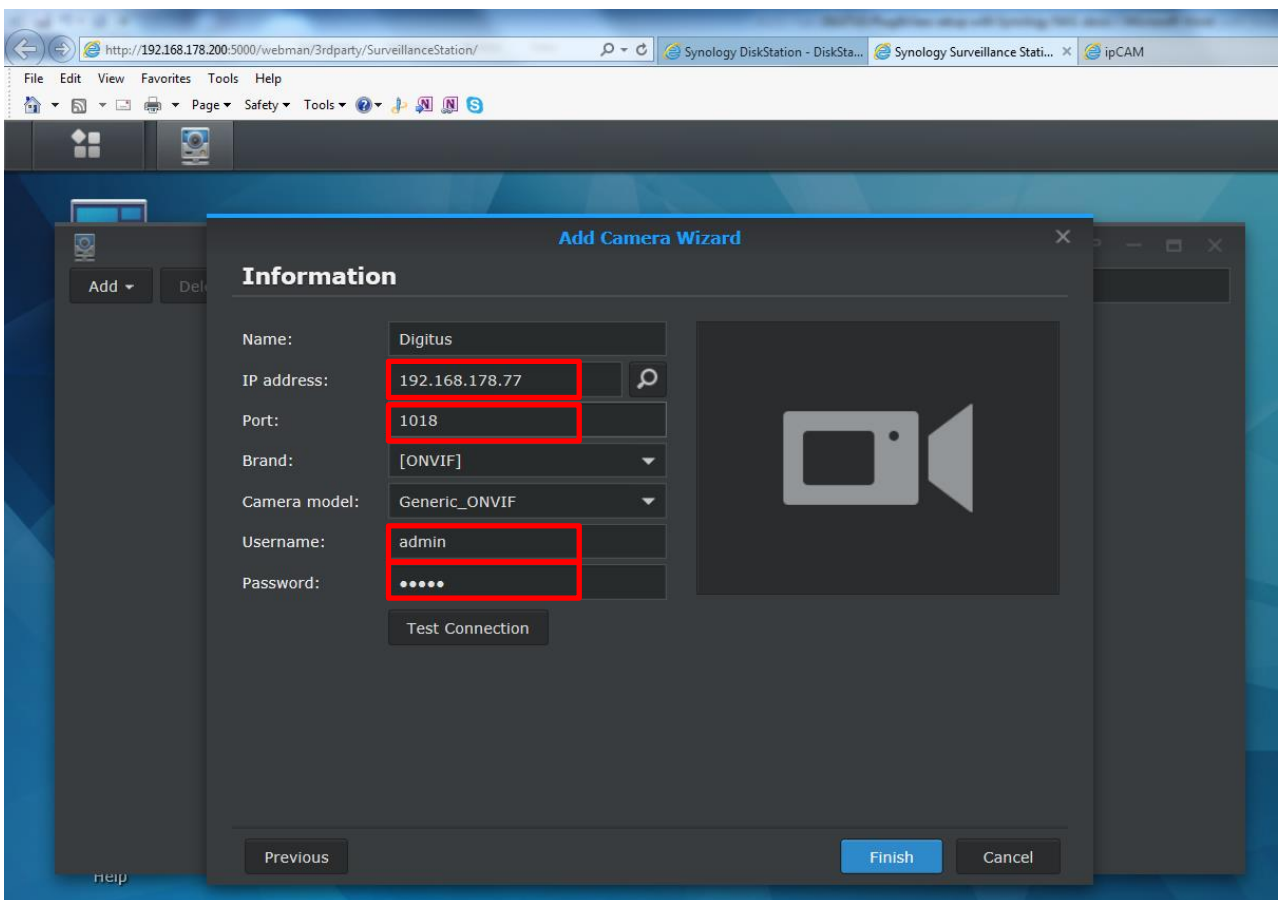 http://192.168.178.200:5000/webman/3rdparty/SurveillanceStation/
Synology DiskStation - DiskSta...
Synology Surveillance Stati...
ipCAM
File Edit View Favorites Tools Help
Page Safety Tools
Add Camera Wizard
Add
Del
Information
Name: Digitus
IP address: 192.168.178.77
Port: 1018
Brand: [ONVIF]
Camera model: Generic_ONVIF
Username: admin
Password: •••••
Test Connection
Previous Finish Cancel
Help